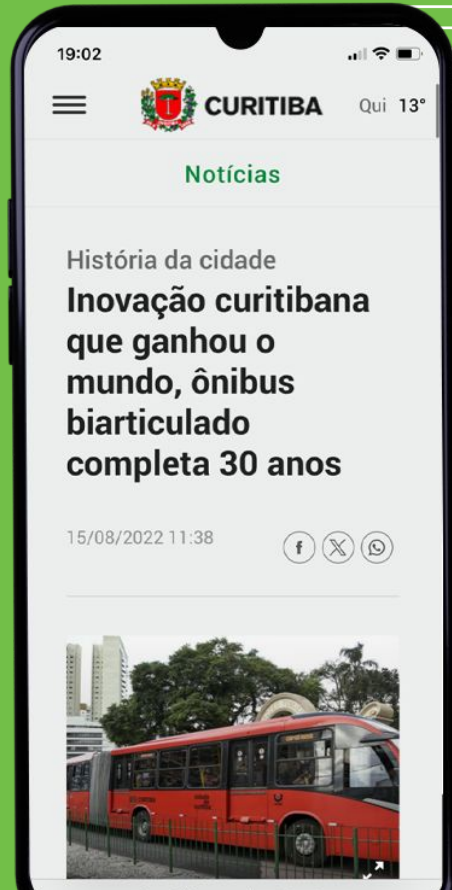 19:02
CURITIBA
Qui 13°
Notícias
História da cidade
Inovação curitibana
que ganhou o
mundo, ônibus
biarticulado
completa 30 anos
15/08/2022 11:38